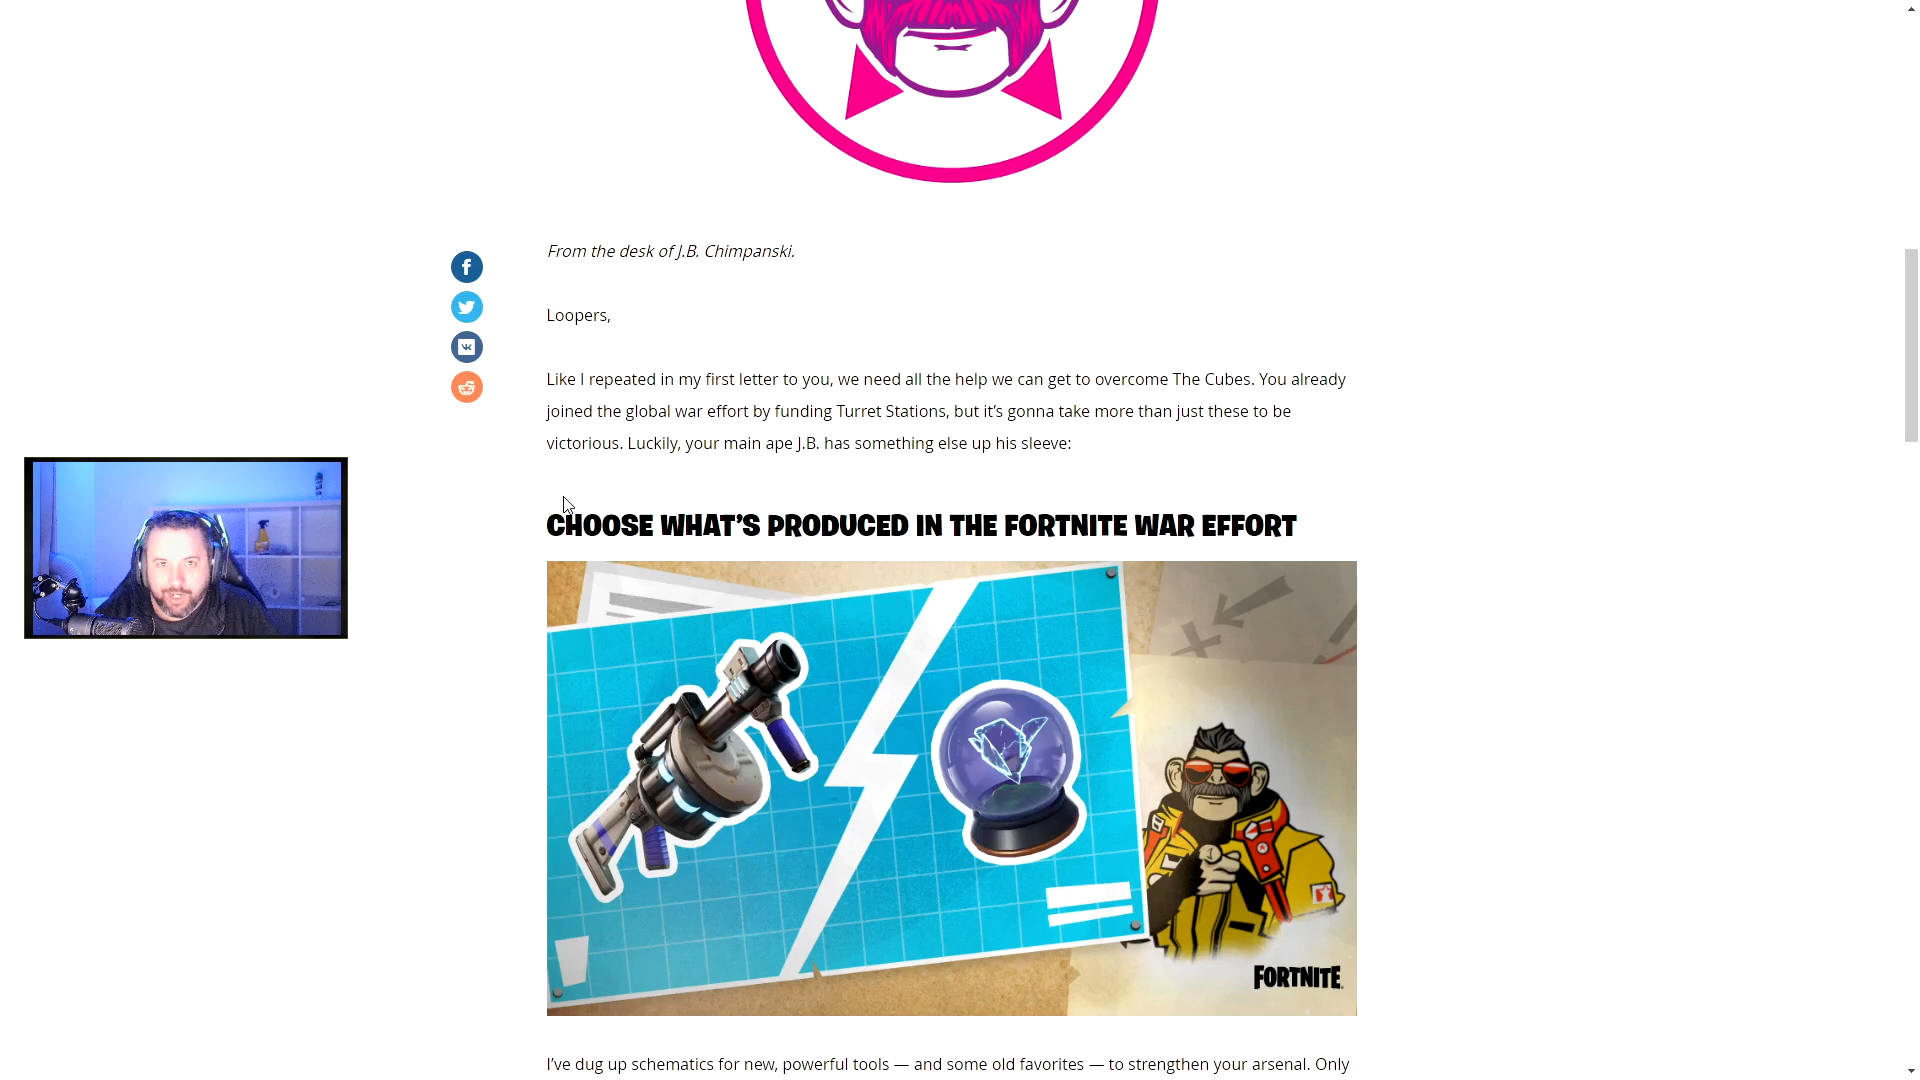 From the desk of J.B. Chimpanski.
Loopers,
Like I repeated in my first letter to you, we need all the help we can get to overcome The Cubes. You already
joined the global war effort by funding Turret Stations, but it’s gonna take more than just these to be
victorious. Luckily, your main ape J.B. has something else up his sleeve:
CHOOSE WHAT’S PRODUCED IN THE FORTNITE WAR EFFORT
FORTNITE
I’ve dug up schematics for new, powerful tools — and some old favorites — to strengthen your arsenal. Only